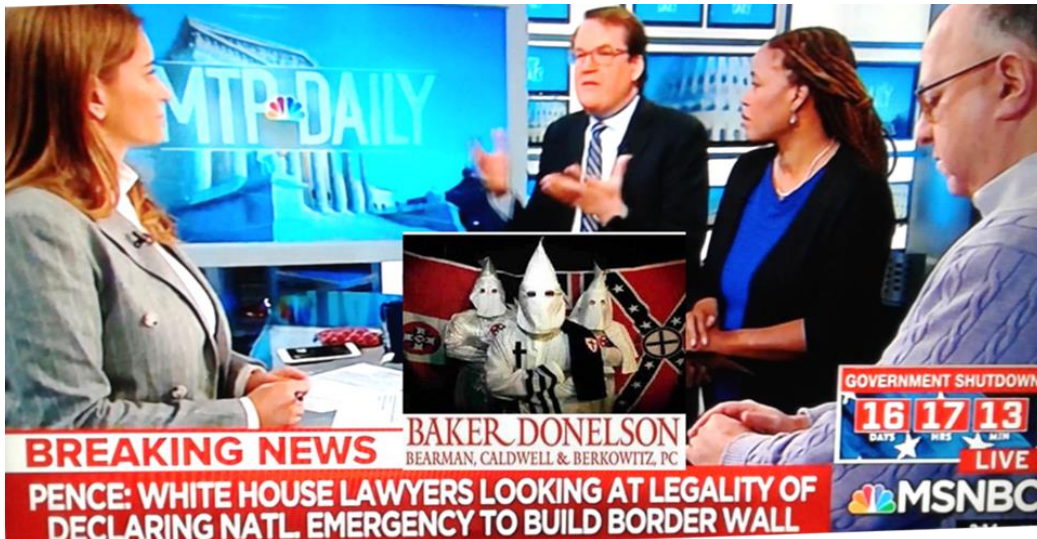 MTP DAILY
BREAKING NEWS
BAKER DONELSON
BEARMAN, CALDWELL & BERKOWITZ, PC
GOVERNMENT SHUTDOWN
16 17 13
DAYS HRS MIN
LIVE
PENCE: WHITE HOUSE LAWYERS LOOKING AT LEGALITY OF
DECLARING NATL. EMERGENCY TO BUILD BORDER WALL
MSNBC